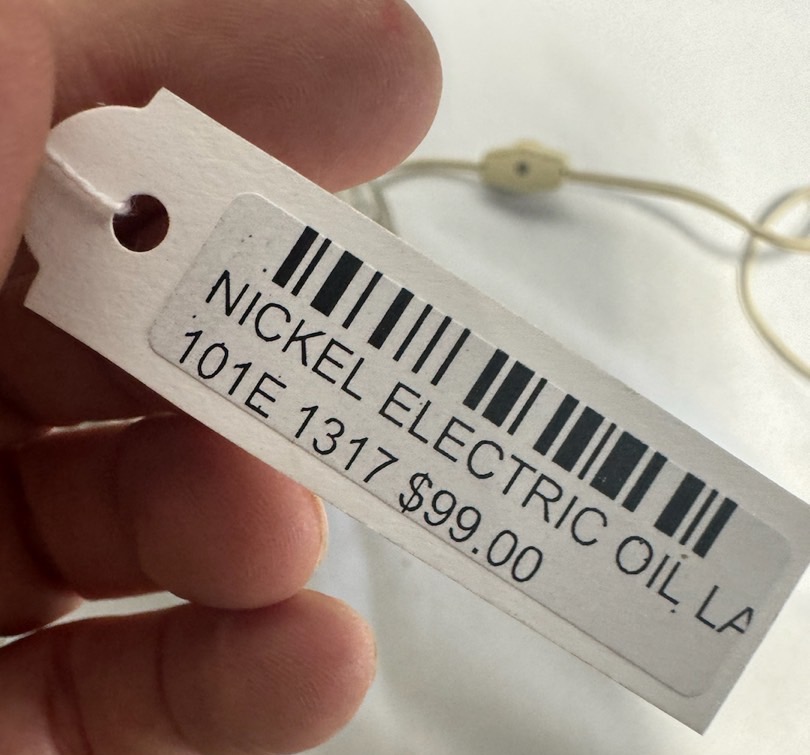 NICKEL ELECTRIC OIL LA
101E 1317 $99.00